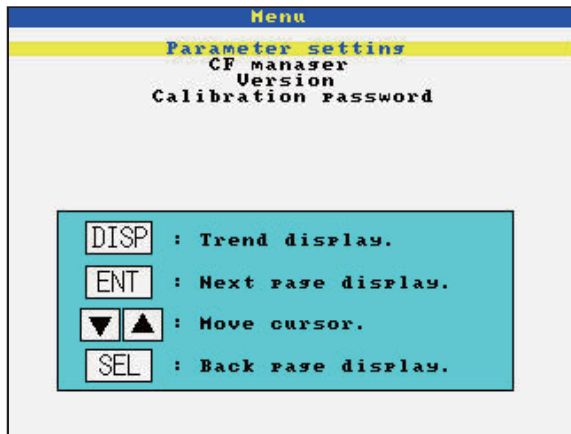 Menu
Parameter setting
CF manager
Version
Calibration password
DISP : Trend display.
ENT : Next page display.
▼ ▲ : Move cursor.
SEL : Back page display.